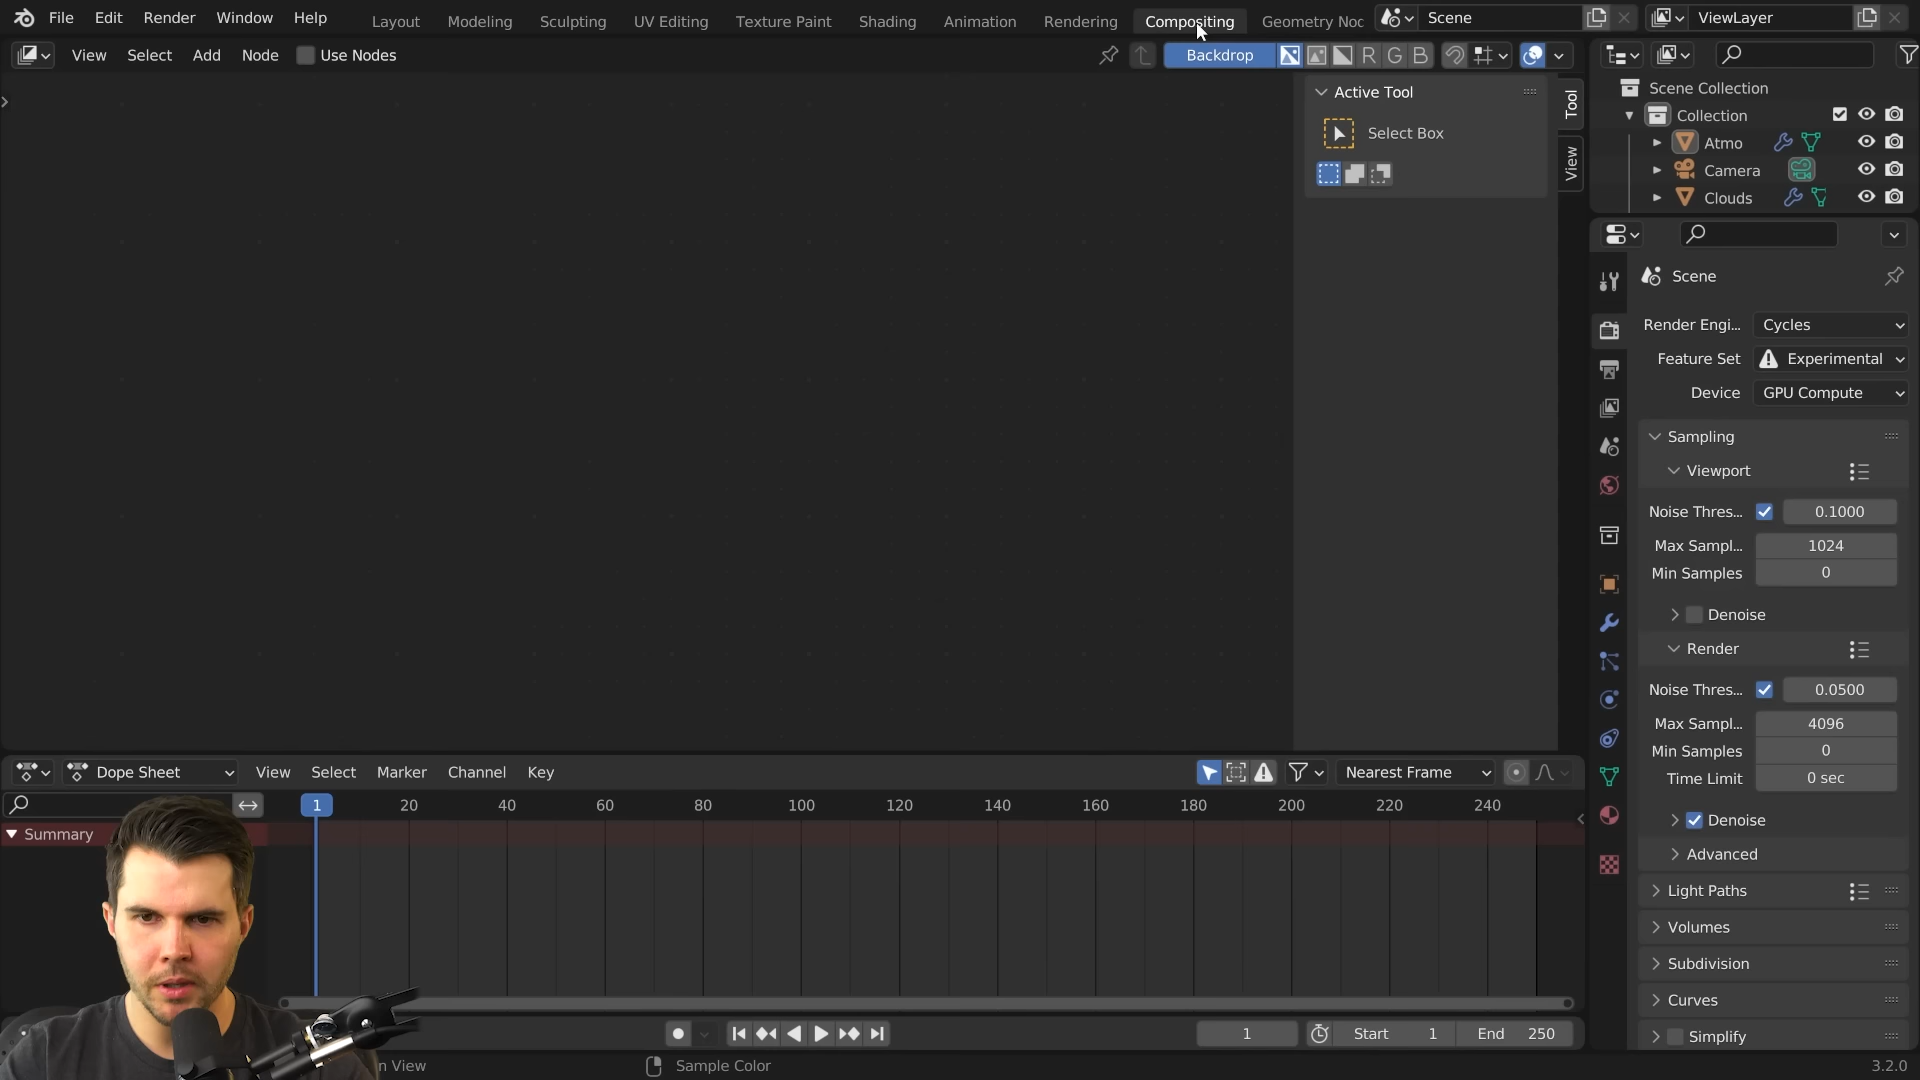 File Edit Render Window Help Layout Modeling Sculpting UV Editing Texture Paint Shading Animation Rendering Compositing Geometry Noc Scene ViewLayer
View Select Add Node Use Nodes Backdrop R G B
Active Tool
Select Box
Tool
View
Scene Collection
Collection
Atmo
Camera
Clouds
Scene
Render Engi... Cycles
Feature Set Experimental
Device GPU Compute
Sampling
Viewport
Noise Thres... 0.1000
Max Sampl... 1024
Min Samples 0
Denoise
Render
Noise Thres... 0.0500
Max Sampl... 4096
Min Samples 0
Time Limit 0 sec
Denoise
Advanced
Light Paths
Volumes
Subdivision
Curves
Simplify
Dope Sheet View Select Marker Channel Key Nearest Frame
1 20 40 60 80 100 120 140 160 180 200 220 240
Summary
1 Start 1 End 250
n View Sample Color 3.2.0